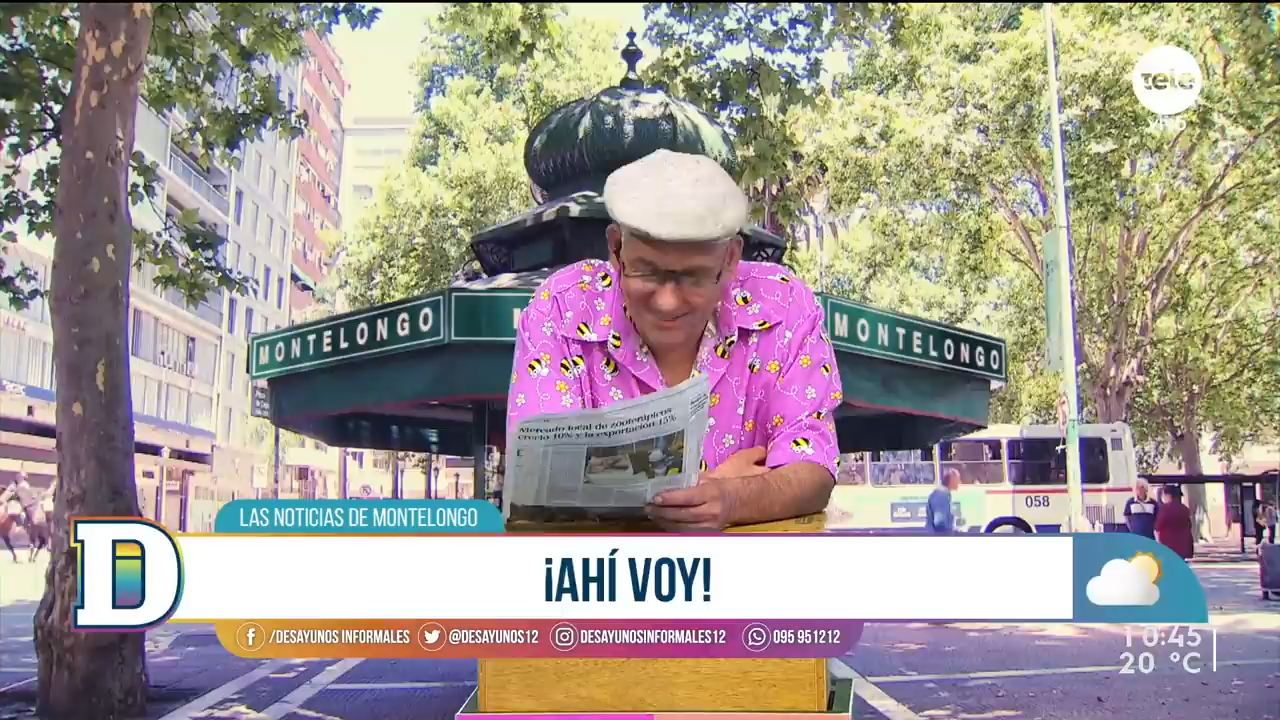 tele
MONTELONGO
M
MONTELONGO
Mercado local de zooterápicos
creció 10% y la exportación 15%
058
LAS NOTICIAS DE MONTELONGO
D
¡AHÍ VOY!
/DESAYUNOS INFORMALES @DESAYUNOS12 DESAYUNOSINFORMALES12 095 951212
10:45
20 °C